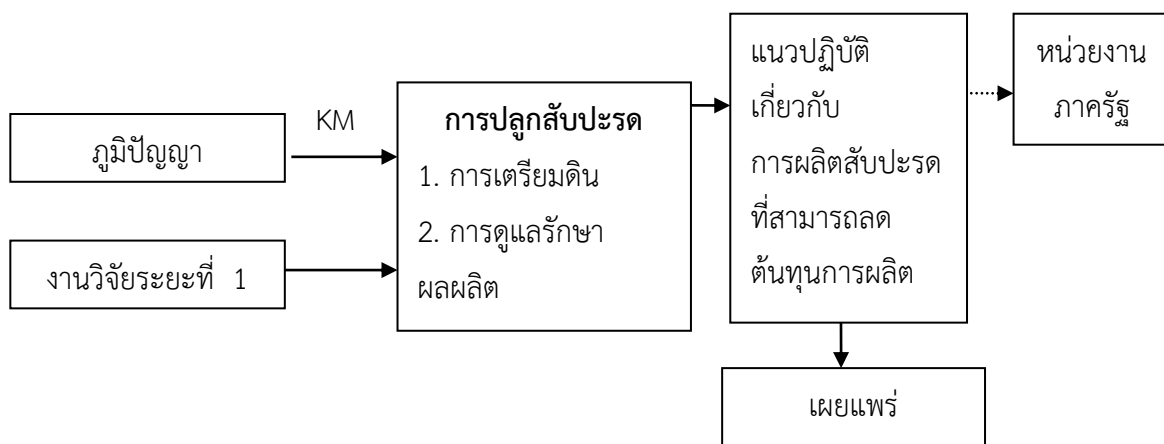 ภูมิปัญญา
งานวิจัยระยะที่ 1
KM
การปลูกสับปะรด
1. การเตรียมดิน
2. การดูแลรักษา
ผลผลิต
แนวปฏิบัติ
เกี่ยวกับ
การผลิตสับปะรด
ที่สามารถลด
ต้นทุนการผลิต
หน่วยงาน
ภาครัฐ
เผยแพร่